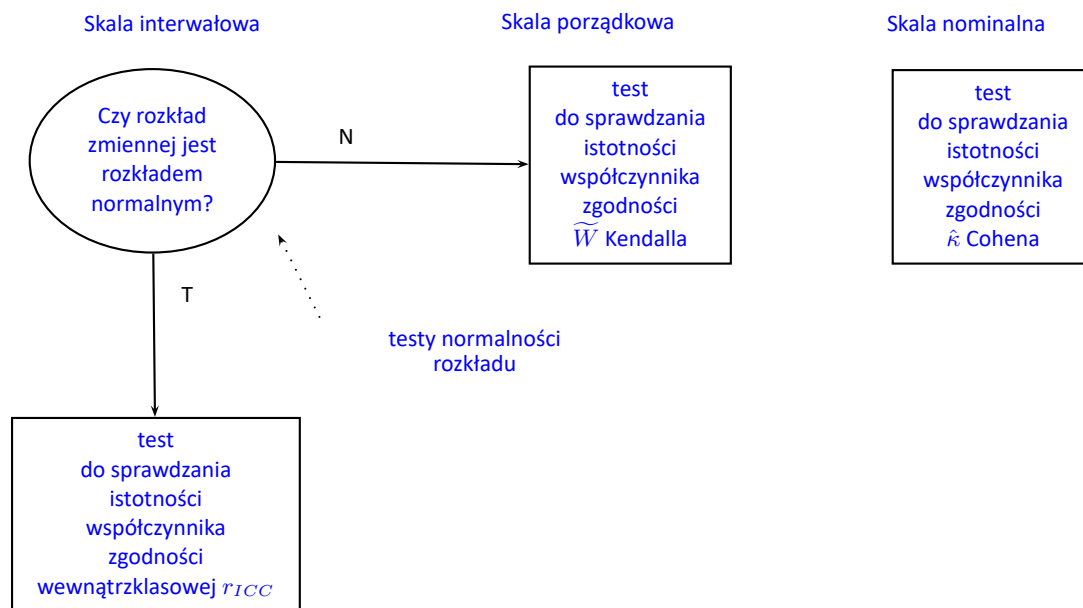 Skala interwałowa
Skala porządkowa
Skala nominalna
Czy rozkład
zmiennej jest
rozkładem
normalnym?
N
test
do sprawdzania
istotności
współczynnika
zgodności
W̃ Kendalla
test
do sprawdzania
istotności
współczynnika
zgodności
κ̂ Cohena
T
testy normalności
rozkładu
test
do sprawdzania
istotności
współczynnika
zgodności
wewnątrzklasowej r_ICC